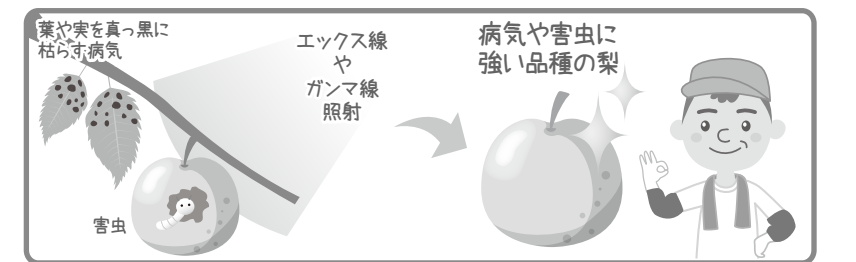 葉や実を真っ黒に
枯らす病気
害虫
エックス線
や
ガンマ線
照射
病気や害虫に
強い品種の梨